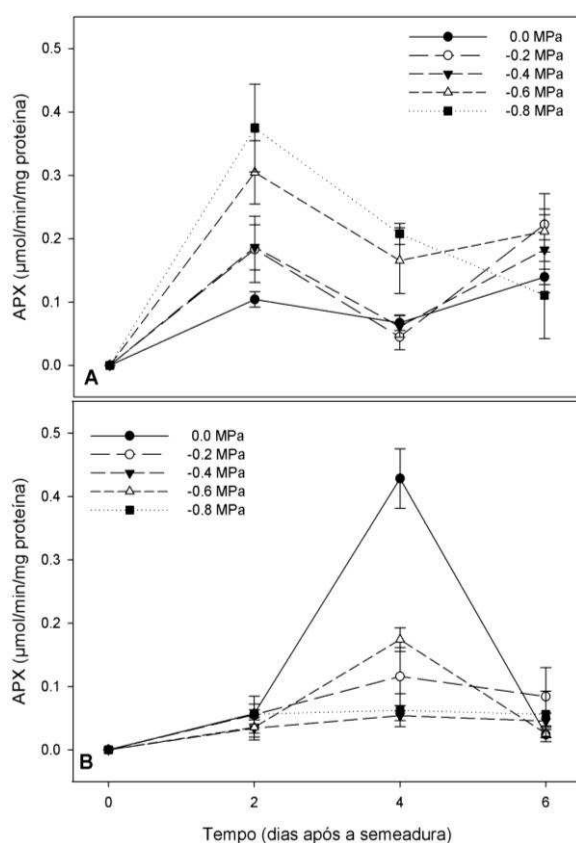 0.0 MPa
-0.2 MPa
-0.4 MPa
-0.6 MPa
-0.8 MPa
0.5
0.4
0.3
0.2
0.1
0.0
APX (µmol/min/mg proteína)
A
0.0 MPa
-0.2 MPa
-0.4 MPa
-0.6 MPa
-0.8 MPa
0.5
0.4
0.3
0.2
0.1
0.0
APX (µmol/min/mg proteína)
B
0 2 4 6
Tempo (dias após a semeadura)